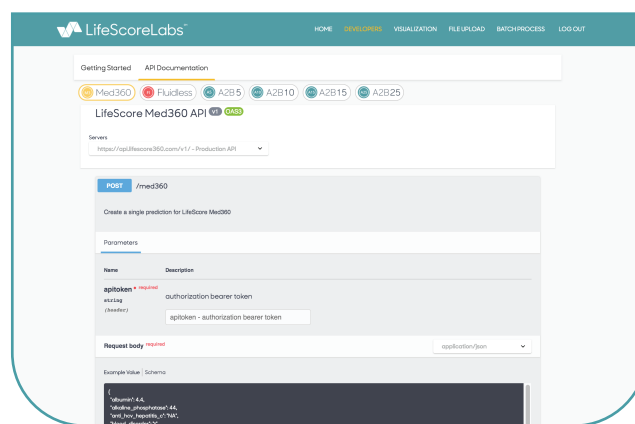 LifeScoreLabs™
HOME DEVELOPERS VISUALIZATION FILE UPLOAD BATCH PROCESS LOG OUT
Getting Started API Documentation
Med360 Fluidless A2B5 A2B10 A2B15 A2B25
LifeScore Med360 API v1 OAS3
Servers
https://api.lifescore360.com/v1/ - Production API
POST /med360
Create a single prediction for LifeScore Med360
Parameters
Name Description
apitoken * required
string
authorization bearer token
(header)
apitoken - authorization bearer token
Request body required
application/json
Example Value | Schema
{
"albumin": 4.4,
"alkaline_phosphatase": 44,
"anti_hcv_hepatitis_c": "NA",